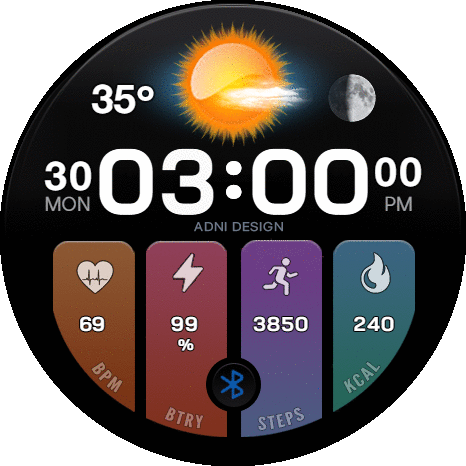 35°
30 03:00 00
MON PM
ADNI DESIGN
69 99 3850 240
%
BPM BTRY STEPS KCAL